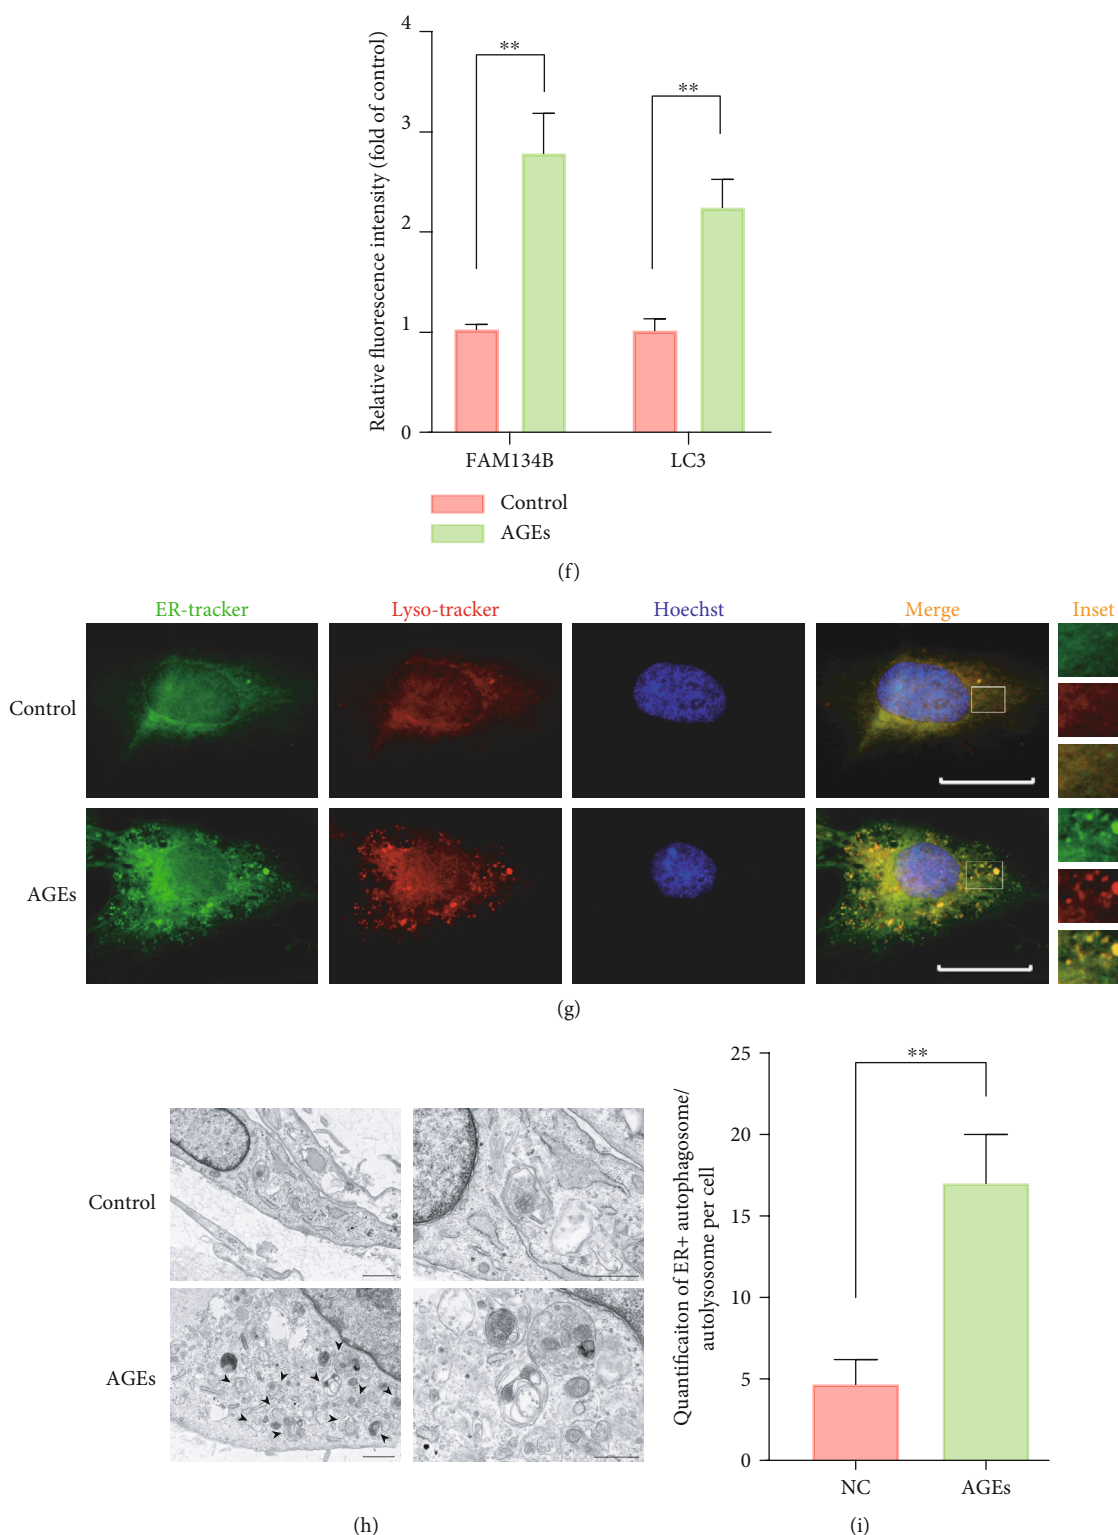 4
3
2
1
0
Relative fluorescence intensity (fold of control)
**
**
FAM134B
LC3
Control
AGEs
(f)
ER-tracker
Lyso-tracker
Hoechst
Merge
Inset
Control
AGEs
(g)
Control
AGEs
(h)
25
20
15
10
5
0
Quantificaiton of ER+ autophagosome/
autolysosome per cell
**
NC
AGEs
(i)